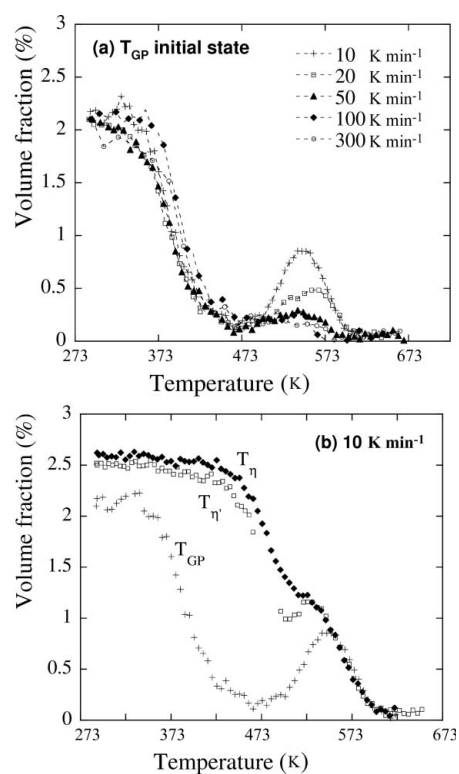 (a) T_GP initial state
10 K min⁻¹
20 K min⁻¹
50 K min⁻¹
100 K min⁻¹
300 K min⁻¹
Volume fraction (%)
3
2.5
2
1.5
1
0.5
0
273 373 473 573 673
Temperature (K)
(b) 10 K min⁻¹
T_η
T_η'
T_GP
Volume fraction (%)
3
2.5
2
1.5
1
0.5
0
273 373 473 573 673
Temperature (K)